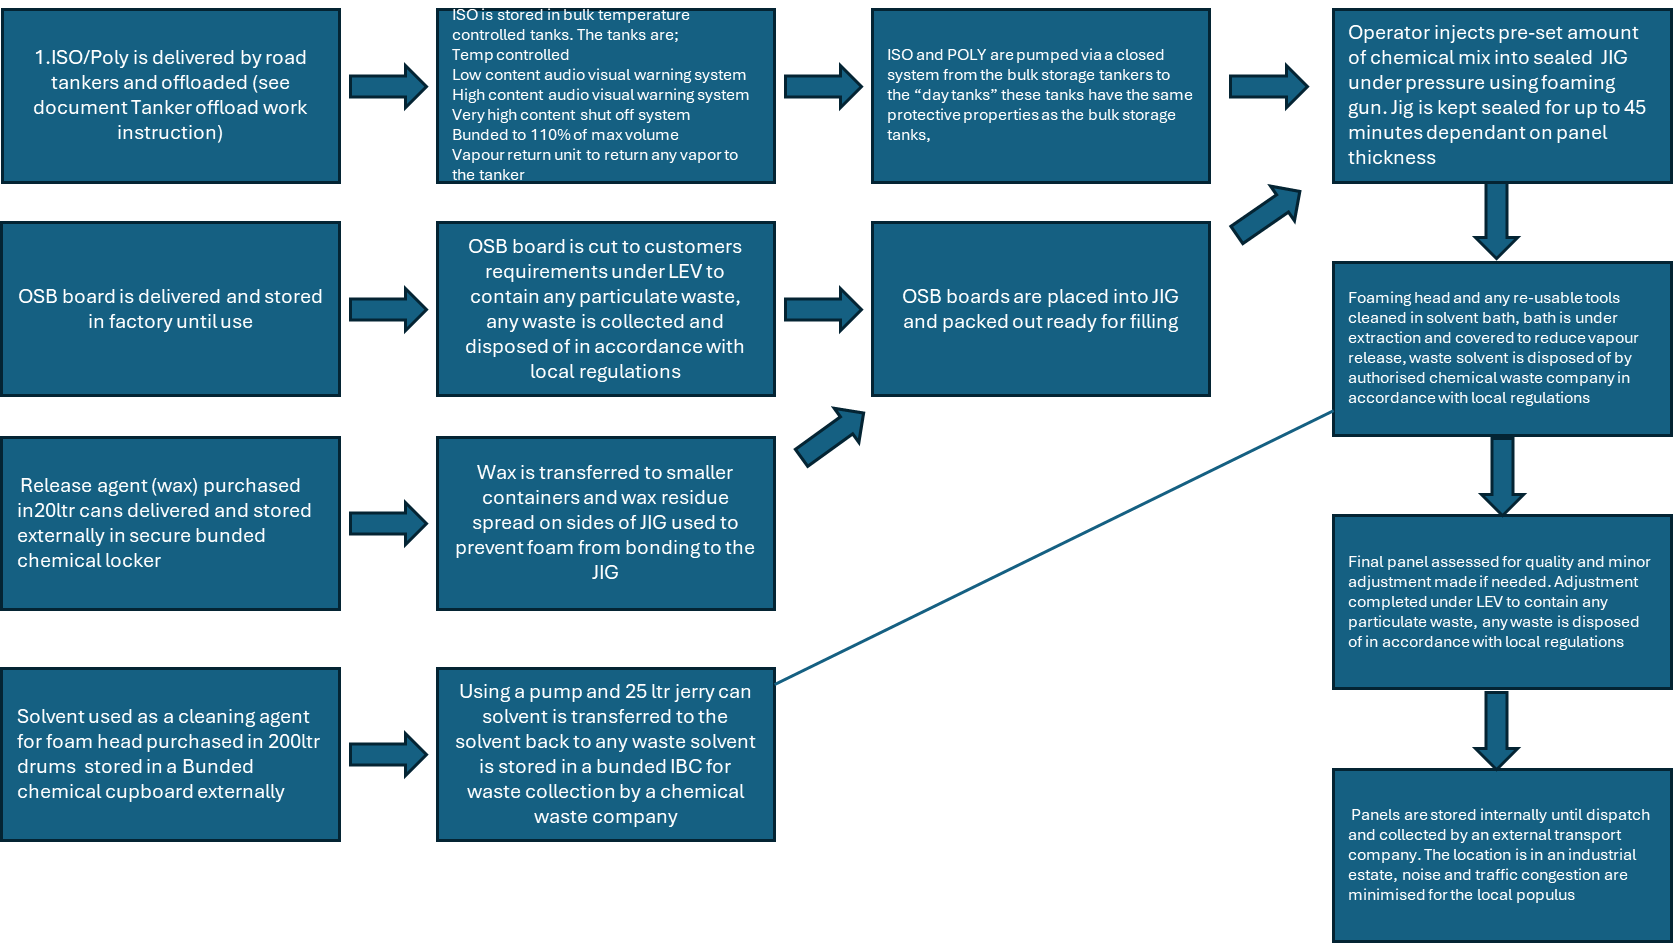 1.ISO/Poly is delivered by road
tankers and offloaded (see
document Tanker offload work
instruction)
ISO is stored in bulk temperature
controlled tanks. The tanks are;
Temp controlled
Low content audio visual warning system
High content audio visual warning system
Very high content shut off system
Bunded to 110% of max volume
Vapour return unit to return any vapor to
the tanker
ISO and POLY are pumped via a closed
system from the bulk storage tankers to
the “day tanks” these tanks have the same
protective properties as the bulk storage
tanks,
Operator injects pre-set amount
of chemical mix into sealed JIG
under pressure using foaming
gun. Jig is kept sealed for up to 45
minutes dependant on panel
thickness
OSB board is delivered and stored
in factory until use
OSB board is cut to customers
requirements under LEV to
contain any particulate waste,
any waste is collected and
disposed of in accordance with
local regulations
OSB boards are placed into JIG
and packed out ready for filling
Foaming head and any re-usable tools
cleaned in solvent bath, bath is under
extraction and covered to reduce vapour
release, waste solvent is disposed of by
authorised chemical waste company in
accordance with local regulations
Release agent (wax) purchased
in20ltr cans delivered and stored
externally in secure bunded
chemical locker
Wax is transferred to smaller
containers and wax residue
spread on sides of JIG used to
prevent foam from bonding to the
JIG
Final panel assessed for quality and minor
adjustment made if needed. Adjustment
completed under LEV to contain any
particulate waste, any waste is disposed
of in accordance with local regulations
Solvent used as a cleaning agent
for foam head purchased in 200ltr
drums stored in a Bunded
chemical cupboard externally
Using a pump and 25 ltr jerry can
solvent is transferred to the
solvent back to any waste solvent
is stored in a bunded IBC for
waste collection by a chemical
waste company
Panels are stored internally until dispatch
and collected by an external transport
company. The location is in an industrial
estate, noise and traffic congestion are
minimised for the local populus